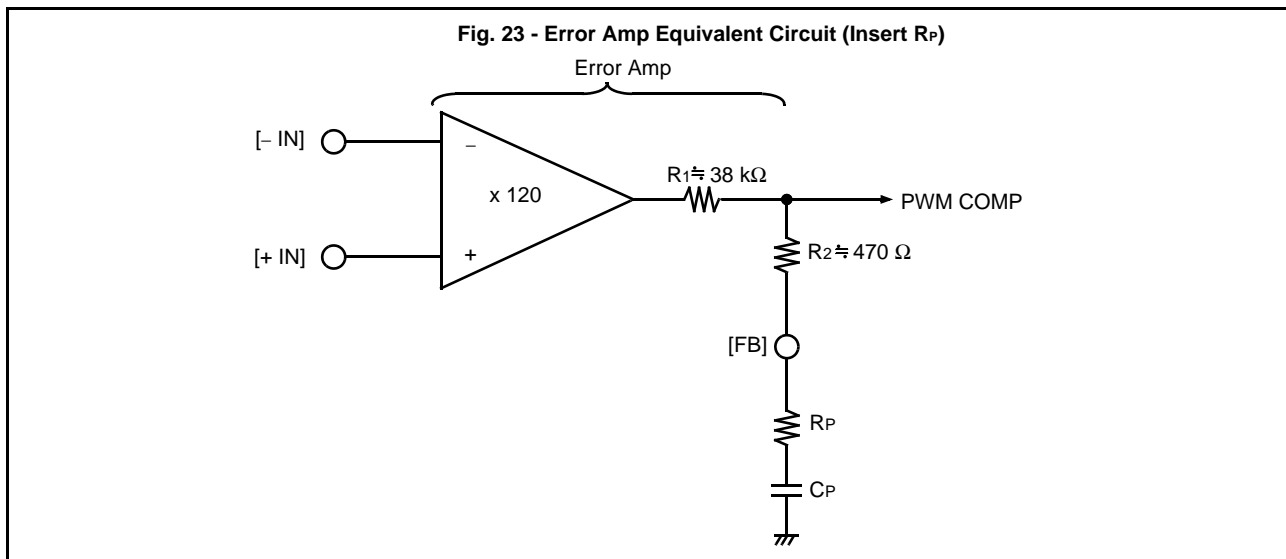 Fig. 23 - Error Amp Equivalent Circuit (Insert RP)
Error Amp
[− IN]
−
R1≒ 38 kΩ
x 120
PWM COMP
[+ IN]
+
R2≒ 470 Ω
[FB]
RP
CP